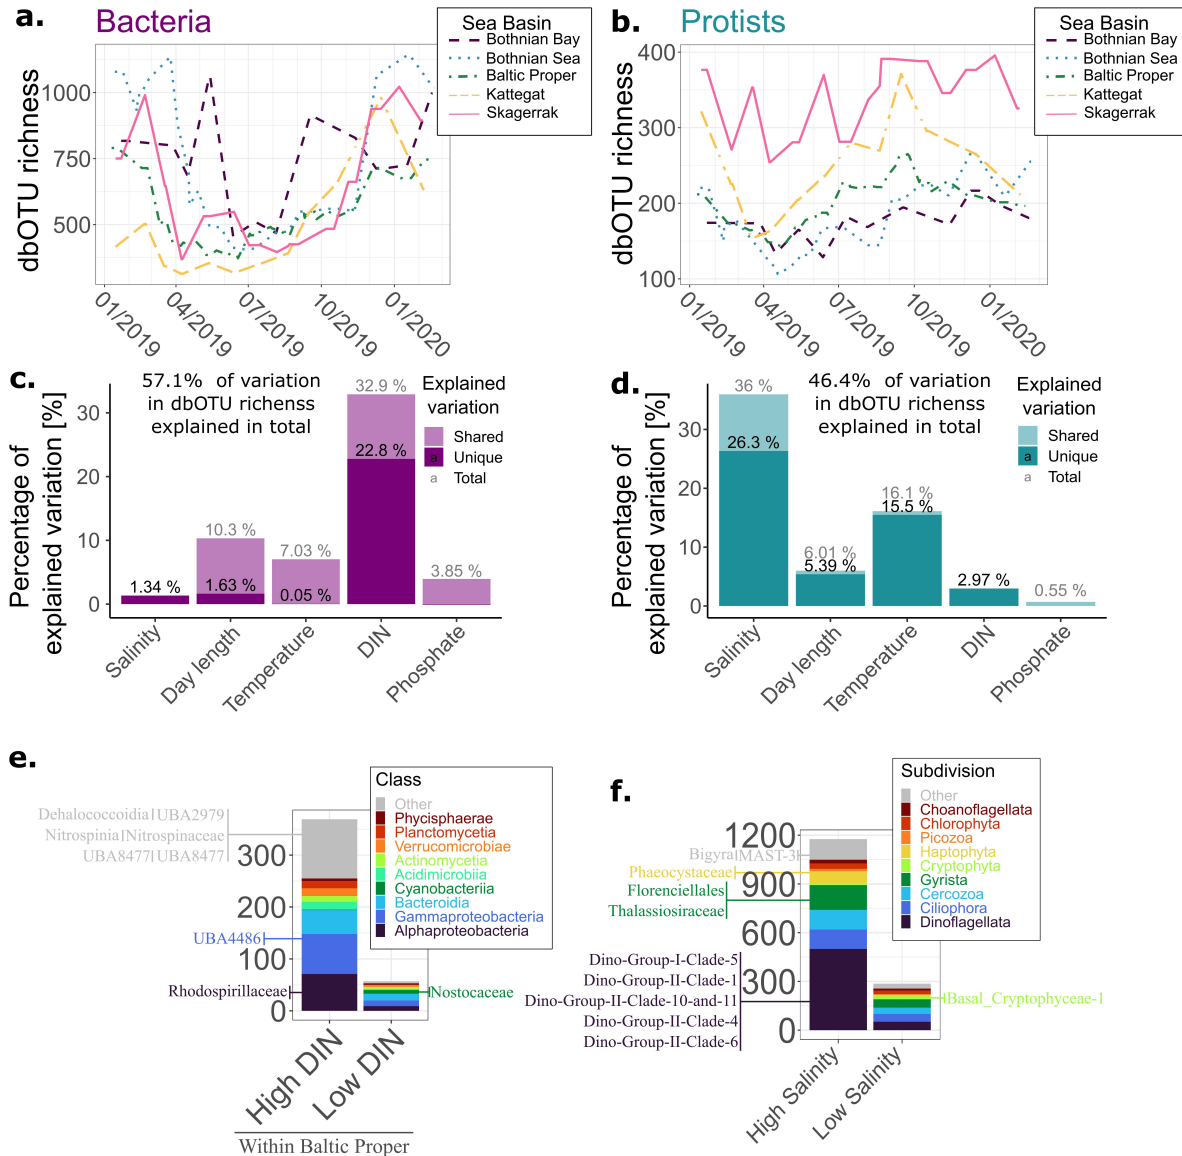 a.
Bacteria
Sea Basin
Bothnian Bay
Bothnian Sea
Baltic Proper
Kattegat
Skagerrak
dbOTU richness
1000
750
500
01/2019
04/2019
07/2019
10/2019
01/2020
b.
Protists
Sea Basin
Bothnian Bay
Bothnian Sea
Baltic Proper
Kattegat
Skagerrak
dbOTU richness
400
300
200
100
01/2019
04/2019
07/2019
10/2019
01/2020
c.
57.1% of variation
in dbOTU richenss
explained in total
Explained
variation
Shared
a Unique
a Total
Percentage of
explained variation [%]
30
20
10
0
1.34 %
10.3 %
1.63 %
7.03 %
0.05 %
32.9 %
22.8 %
3.85 %
Salinity
Day length
Temperature
DIN
Phosphate
d.
46.4% of variation
in dbOTU richenss
explained in total
Explained
variation
Shared
a Unique
a Total
Percentage of
explained variation [%]
30
20
10
0
36 %
26.3 %
6.01 %
5.39 %
16.1 %
15.5 %
2.97 %
0.55 %
Salinity
Day length
Temperature
DIN
Phosphate
e.
Class
Other
Phycisphaerae
Planctomycetia
Verrucomicrobiae
Actinomycetia
Acidimicrobiia
Cyanobacteriia
Bacteroidia
Gammaproteobacteria
Alphaproteobacteria
Dehalococcoidia|UBA2979
Nitrospinia|Nitrospinaceae
UBA8477|UBA8477
UBA4486
Rhodospirillaceae
Nostocaceae
300
200
100
0
High DIN
Low DIN
Within Baltic Proper
f.
Subdivision
Other
Choanoflagellata
Chlorophyta
Picozoa
Haptophyta
Cryptophyta
Gyrista
Cercozoa
Ciliophora
Dinoflagellata
1200
900
600
300
0
Bigyra|MAST-3
Phaeocystaceae
Florenciellales
Thalassiosiraceae
Dino-Group-I-Clade-5
Dino-Group-II-Clade-1
Dino-Group-II-Clade-10-and-11
Dino-Group-II-Clade-4
Dino-Group-II-Clade-6
Basal_Cryptophyceae-1
High Salinity
Low Salinity